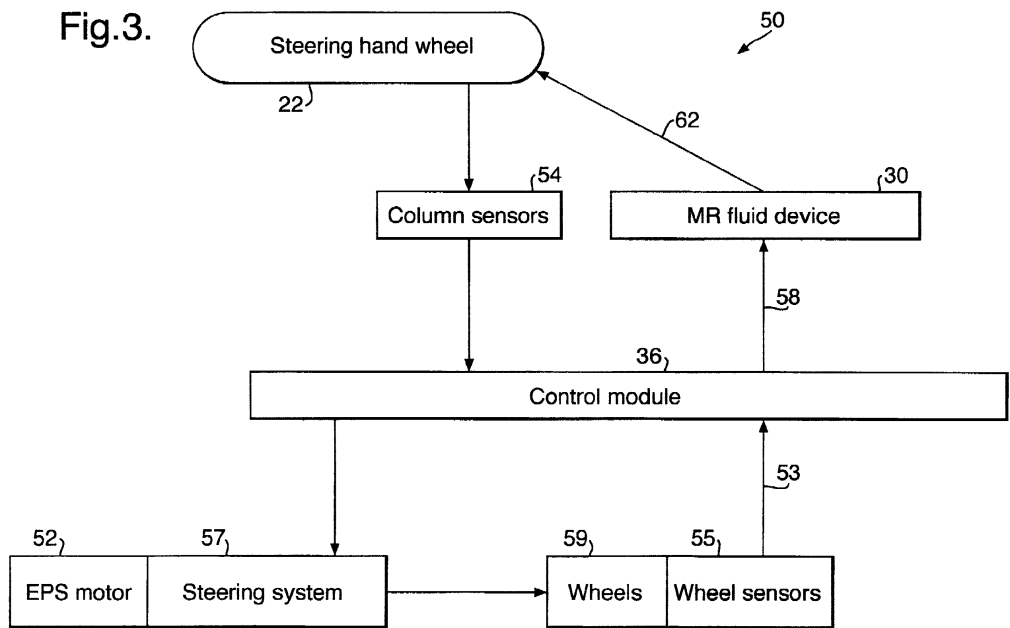 Fig.3.
Steering hand wheel
50
22
62
54
30
Column sensors
MR fluid device
58
36
Control module
53
52
57
59
55
EPS motor
Steering system
Wheels
Wheel sensors